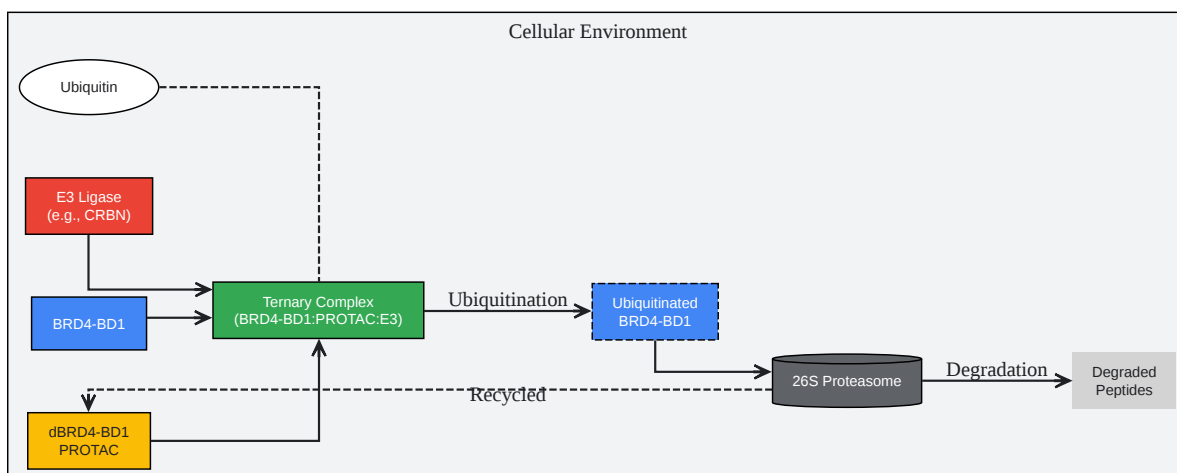 Cellular Environment
Ubiquitin
E3 Ligase
(e.g., CRBN)
BRD4-BD1
Ternary Complex
(BRD4-BD1:PROTAC:E3)
Ubiquitination
Ubiquitinated
BRD4-BD1
26S Proteasome
Degradation
Degraded
Peptides
Recycled
dBRD4-BD1
PROTAC